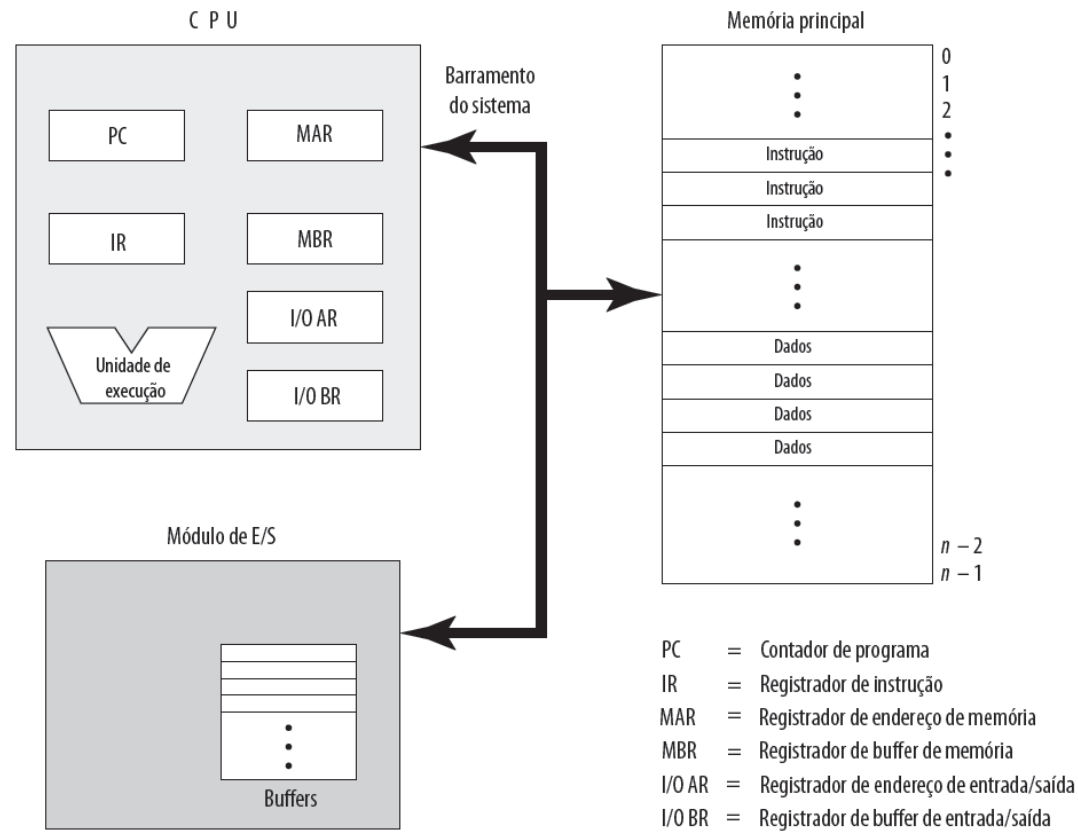 C P U
PC
MAR
IR
MBR
I/O AR
Unidade de
execução
I/O BR
Barramento
do sistema
Memória principal
0
1
2
Instrução
Instrução
Instrução
Dados
Dados
Dados
Dados
n – 2
n – 1
Módulo de E/S
Buffers
PC = Contador de programa
IR = Registrador de instrução
MAR = Registrador de endereço de memória
MBR = Registrador de buffer de memória
I/O AR = Registrador de endereço de entrada/saída
I/O BR = Registrador de buffer de entrada/saída